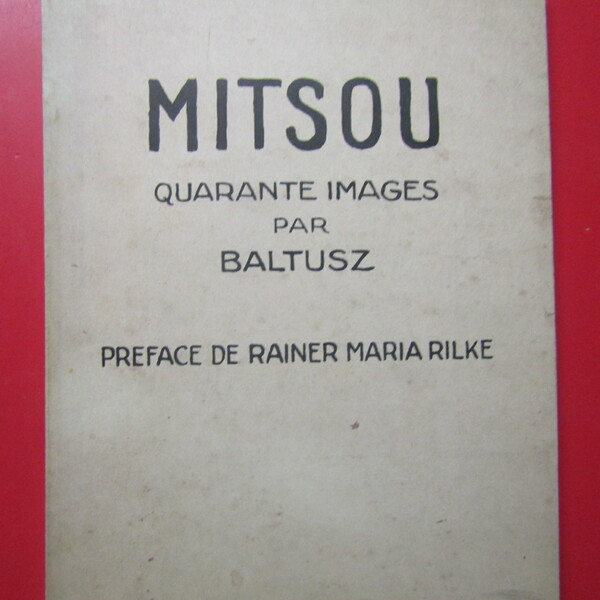 MITSOU
QUARANTE IMAGES
PAR
BALTUSZ
PREFACE DE RAINER MARIA RILKE